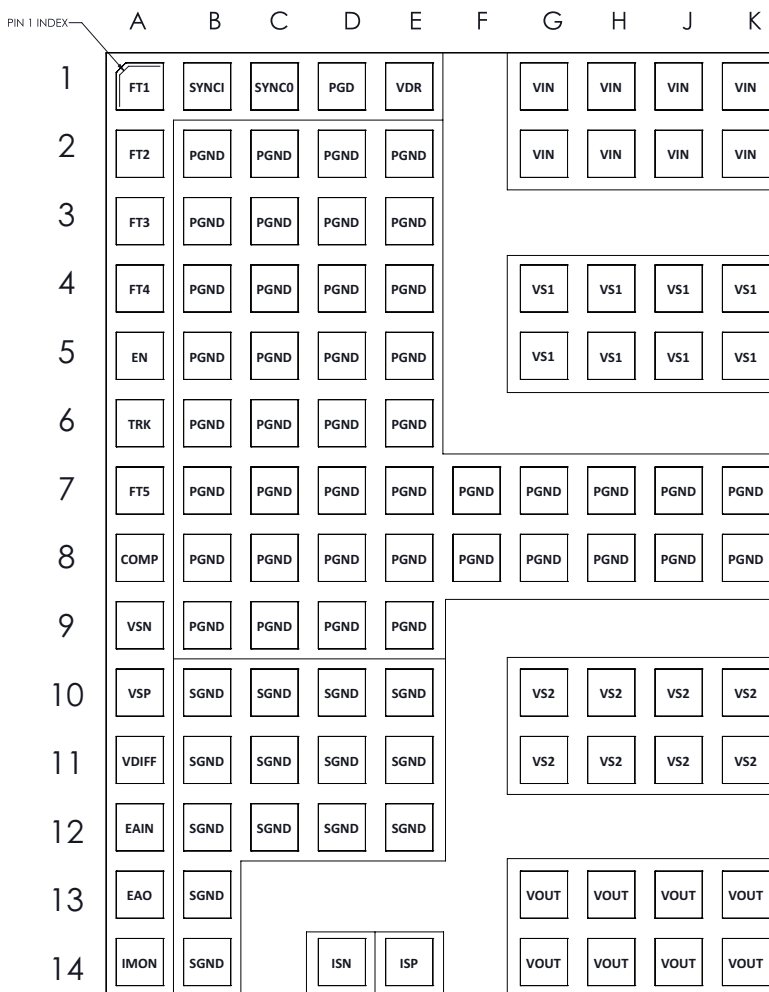 PIN 1 INDEX A B C D E F G H J K
1 FT1 SYNCI SYNC0 PGD VDR VIN VIN VIN VIN
2 FT2 PGND PGND PGND PGND VIN VIN VIN VIN
3 FT3 PGND PGND PGND PGND
4 FT4 PGND PGND PGND PGND VS1 VS1 VS1 VS1
5 EN PGND PGND PGND PGND VS1 VS1 VS1 VS1
6 TRK PGND PGND PGND PGND
7 FT5 PGND PGND PGND PGND PGND PGND PGND PGND PGND
8 COMP PGND PGND PGND PGND PGND PGND PGND PGND PGND
9 VSN PGND PGND PGND PGND
10 VSP SGND SGND SGND SGND VS2 VS2 VS2 VS2
11 VDIFF SGND SGND SGND SGND VS2 VS2 VS2 VS2
12 EAIN SGND SGND SGND SGND
13 EAO SGND VOUT VOUT VOUT VOUT
14 IMON SGND ISN ISP VOUT VOUT VOUT VOUT